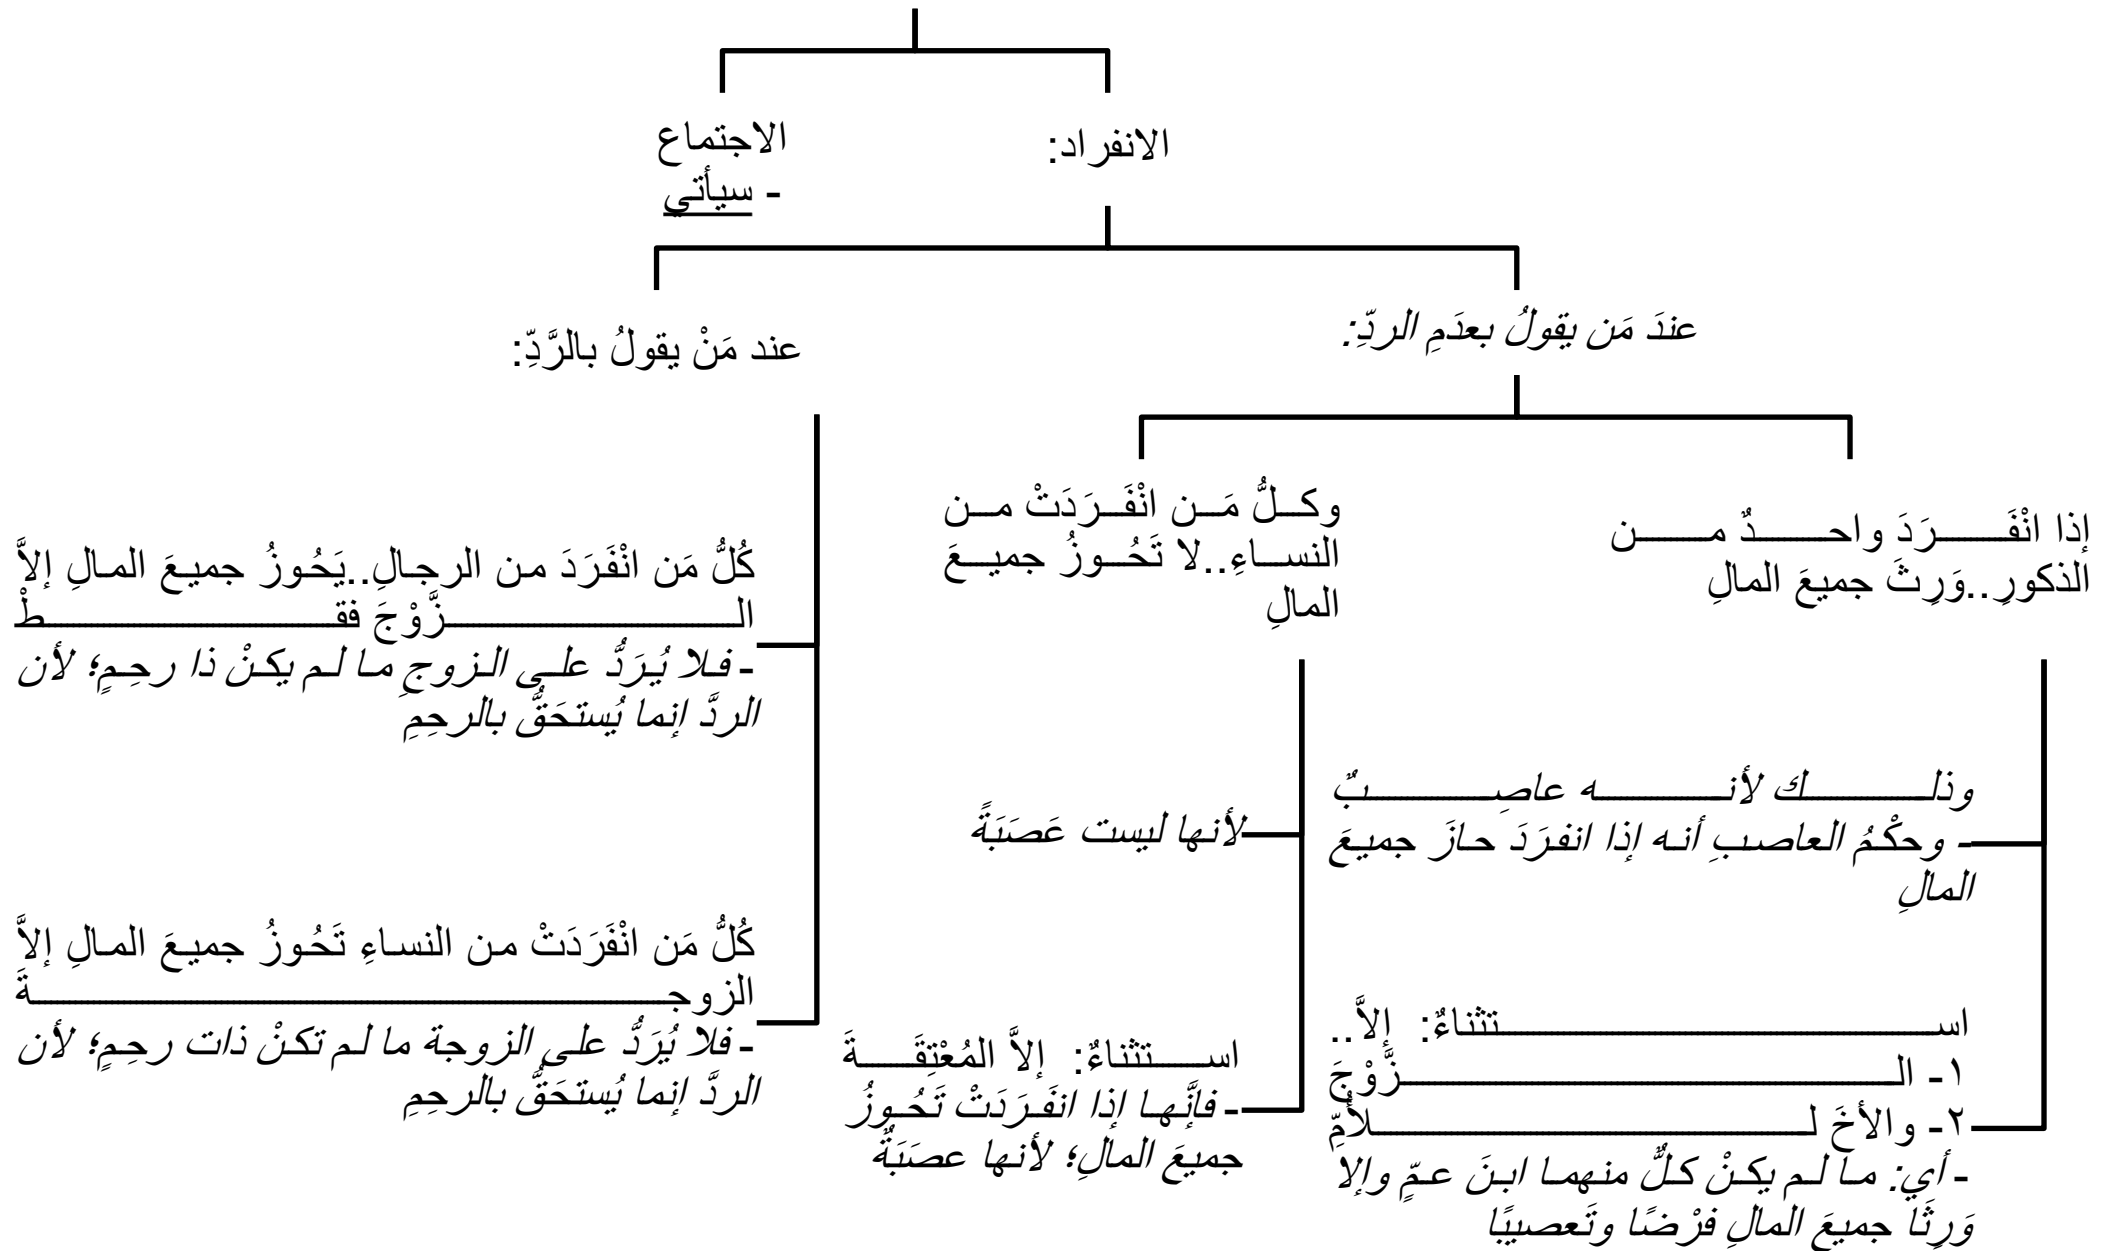 الانفراد:
الاجتماع
- سيأتي
عندَ مَن يقولُ بعدَمِ الردِّ:
عند مَنْ يقولُ بالرَّدِّ:
إذا انْفَرَدَ واحدٌ من
الذكورِ..وَرِثَ جميعَ المالِ
وذلك لأنه عاصِبٌ
- وحكْمُ العاصبِ أنه إذا انفرَدَ حازَ جميعَ
المالِ
استثناءٌ: إلاَّ..
١- الزَّوْجَ
٢- والأخَ لأمِّ
- أي: ما لم يكنْ كلٌّ منهما ابنَ عمٍّ وإلا
وَرِثَا جميعَ المالِ فرْضًا وتَعصيبًا
وكلُّ مَن انْفَرَدَتْ من
النساءِ..لا تَحُوزُ جميعَ
المالِ
لأنها ليست عَصَبَةً
استثناءٌ: إلاَّ المُعْتِقَةَ
- فإنَّها إذا انفَرَدَتْ تَحُوزُ
جميعَ المالِ؛ لأنها عصَبَةٌ
كُلُّ مَن انْفَرَدَ من الرجالِ..يَحُوزُ جميعَ المالِ إلاَّ
الزَّوْجَ فقطْ
- فلا يُرَدُّ على الزوجِ ما لم يكنْ ذا رحِمٍ؛ لأن
الردَّ إنما يُستحَقُّ بالرحِمِ
كُلُّ مَن انْفَرَدَتْ من النساءِ تَحُوزُ جميعَ المالِ إلاَّ
الزوجةَ
- فلا يُرَدُّ على الزوجة ما لم تكنْ ذات رحِمٍ؛ لأن
الردَّ إنما يُستحَقُّ بالرحِمِ